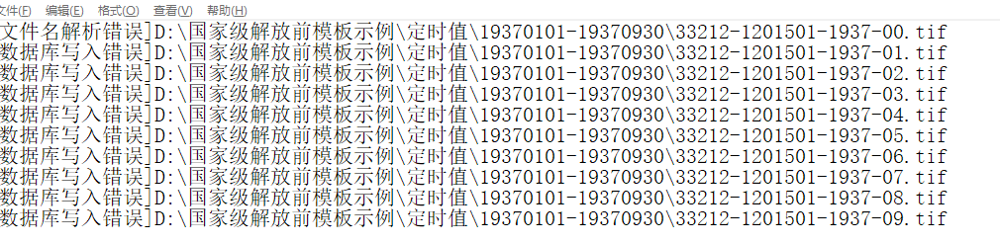 文件(F) 编辑(E) 格式(O) 查看(V) 帮助(H)
文件名解析错误]D:\国家级解放前模板示例\定时值\19370101-19370930\33212-1201501-1937-00.tif
数据库写入错误]D:\国家级解放前模板示例\定时值\19370101-19370930\33212-1201501-1937-01.tif
数据库写入错误]D:\国家级解放前模板示例\定时值\19370101-19370930\33212-1201501-1937-02.tif
数据库写入错误]D:\国家级解放前模板示例\定时值\19370101-19370930\33212-1201501-1937-03.tif
数据库写入错误]D:\国家级解放前模板示例\定时值\19370101-19370930\33212-1201501-1937-04.tif
数据库写入错误]D:\国家级解放前模板示例\定时值\19370101-19370930\33212-1201501-1937-05.tif
数据库写入错误]D:\国家级解放前模板示例\定时值\19370101-19370930\33212-1201501-1937-06.tif
数据库写入错误]D:\国家级解放前模板示例\定时值\19370101-19370930\33212-1201501-1937-07.tif
数据库写入错误]D:\国家级解放前模板示例\定时值\19370101-19370930\33212-1201501-1937-08.tif
数据库写入错误]D:\国家级解放前模板示例\定时值\19370101-19370930\33212-1201501-1937-09.tif